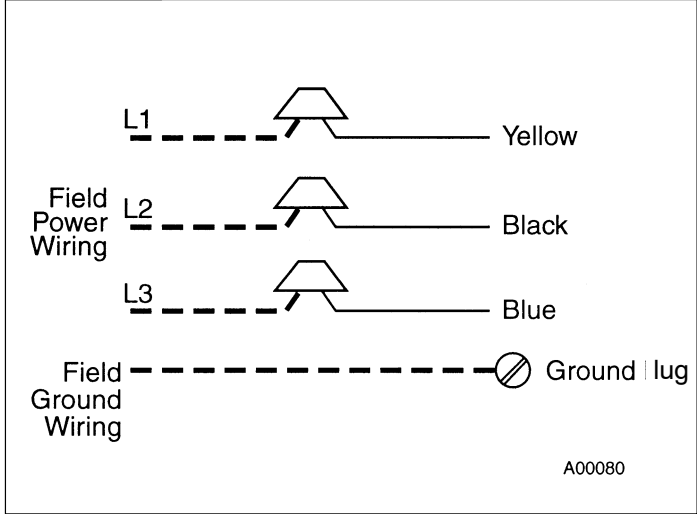 L1
Yellow
Field
Power
Wiring
L2
Black
L3
Blue
Field
Ground
Wiring
Ground lug
A00080